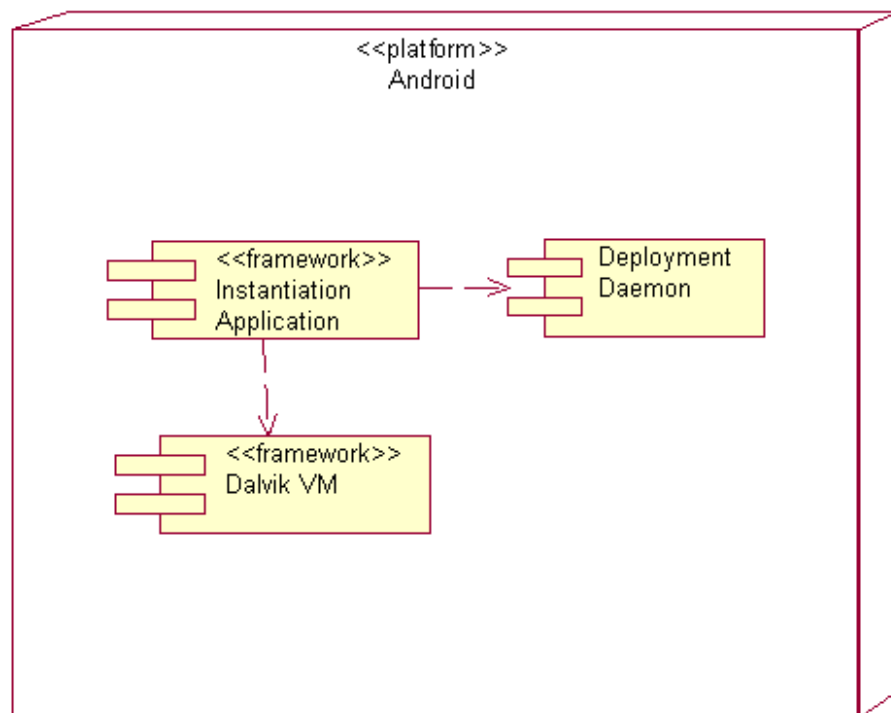 <<platform>>
Android
<<framework>>
Instantiation
Application
Deployment
Daemon
<<framework>>
Dalvik VM